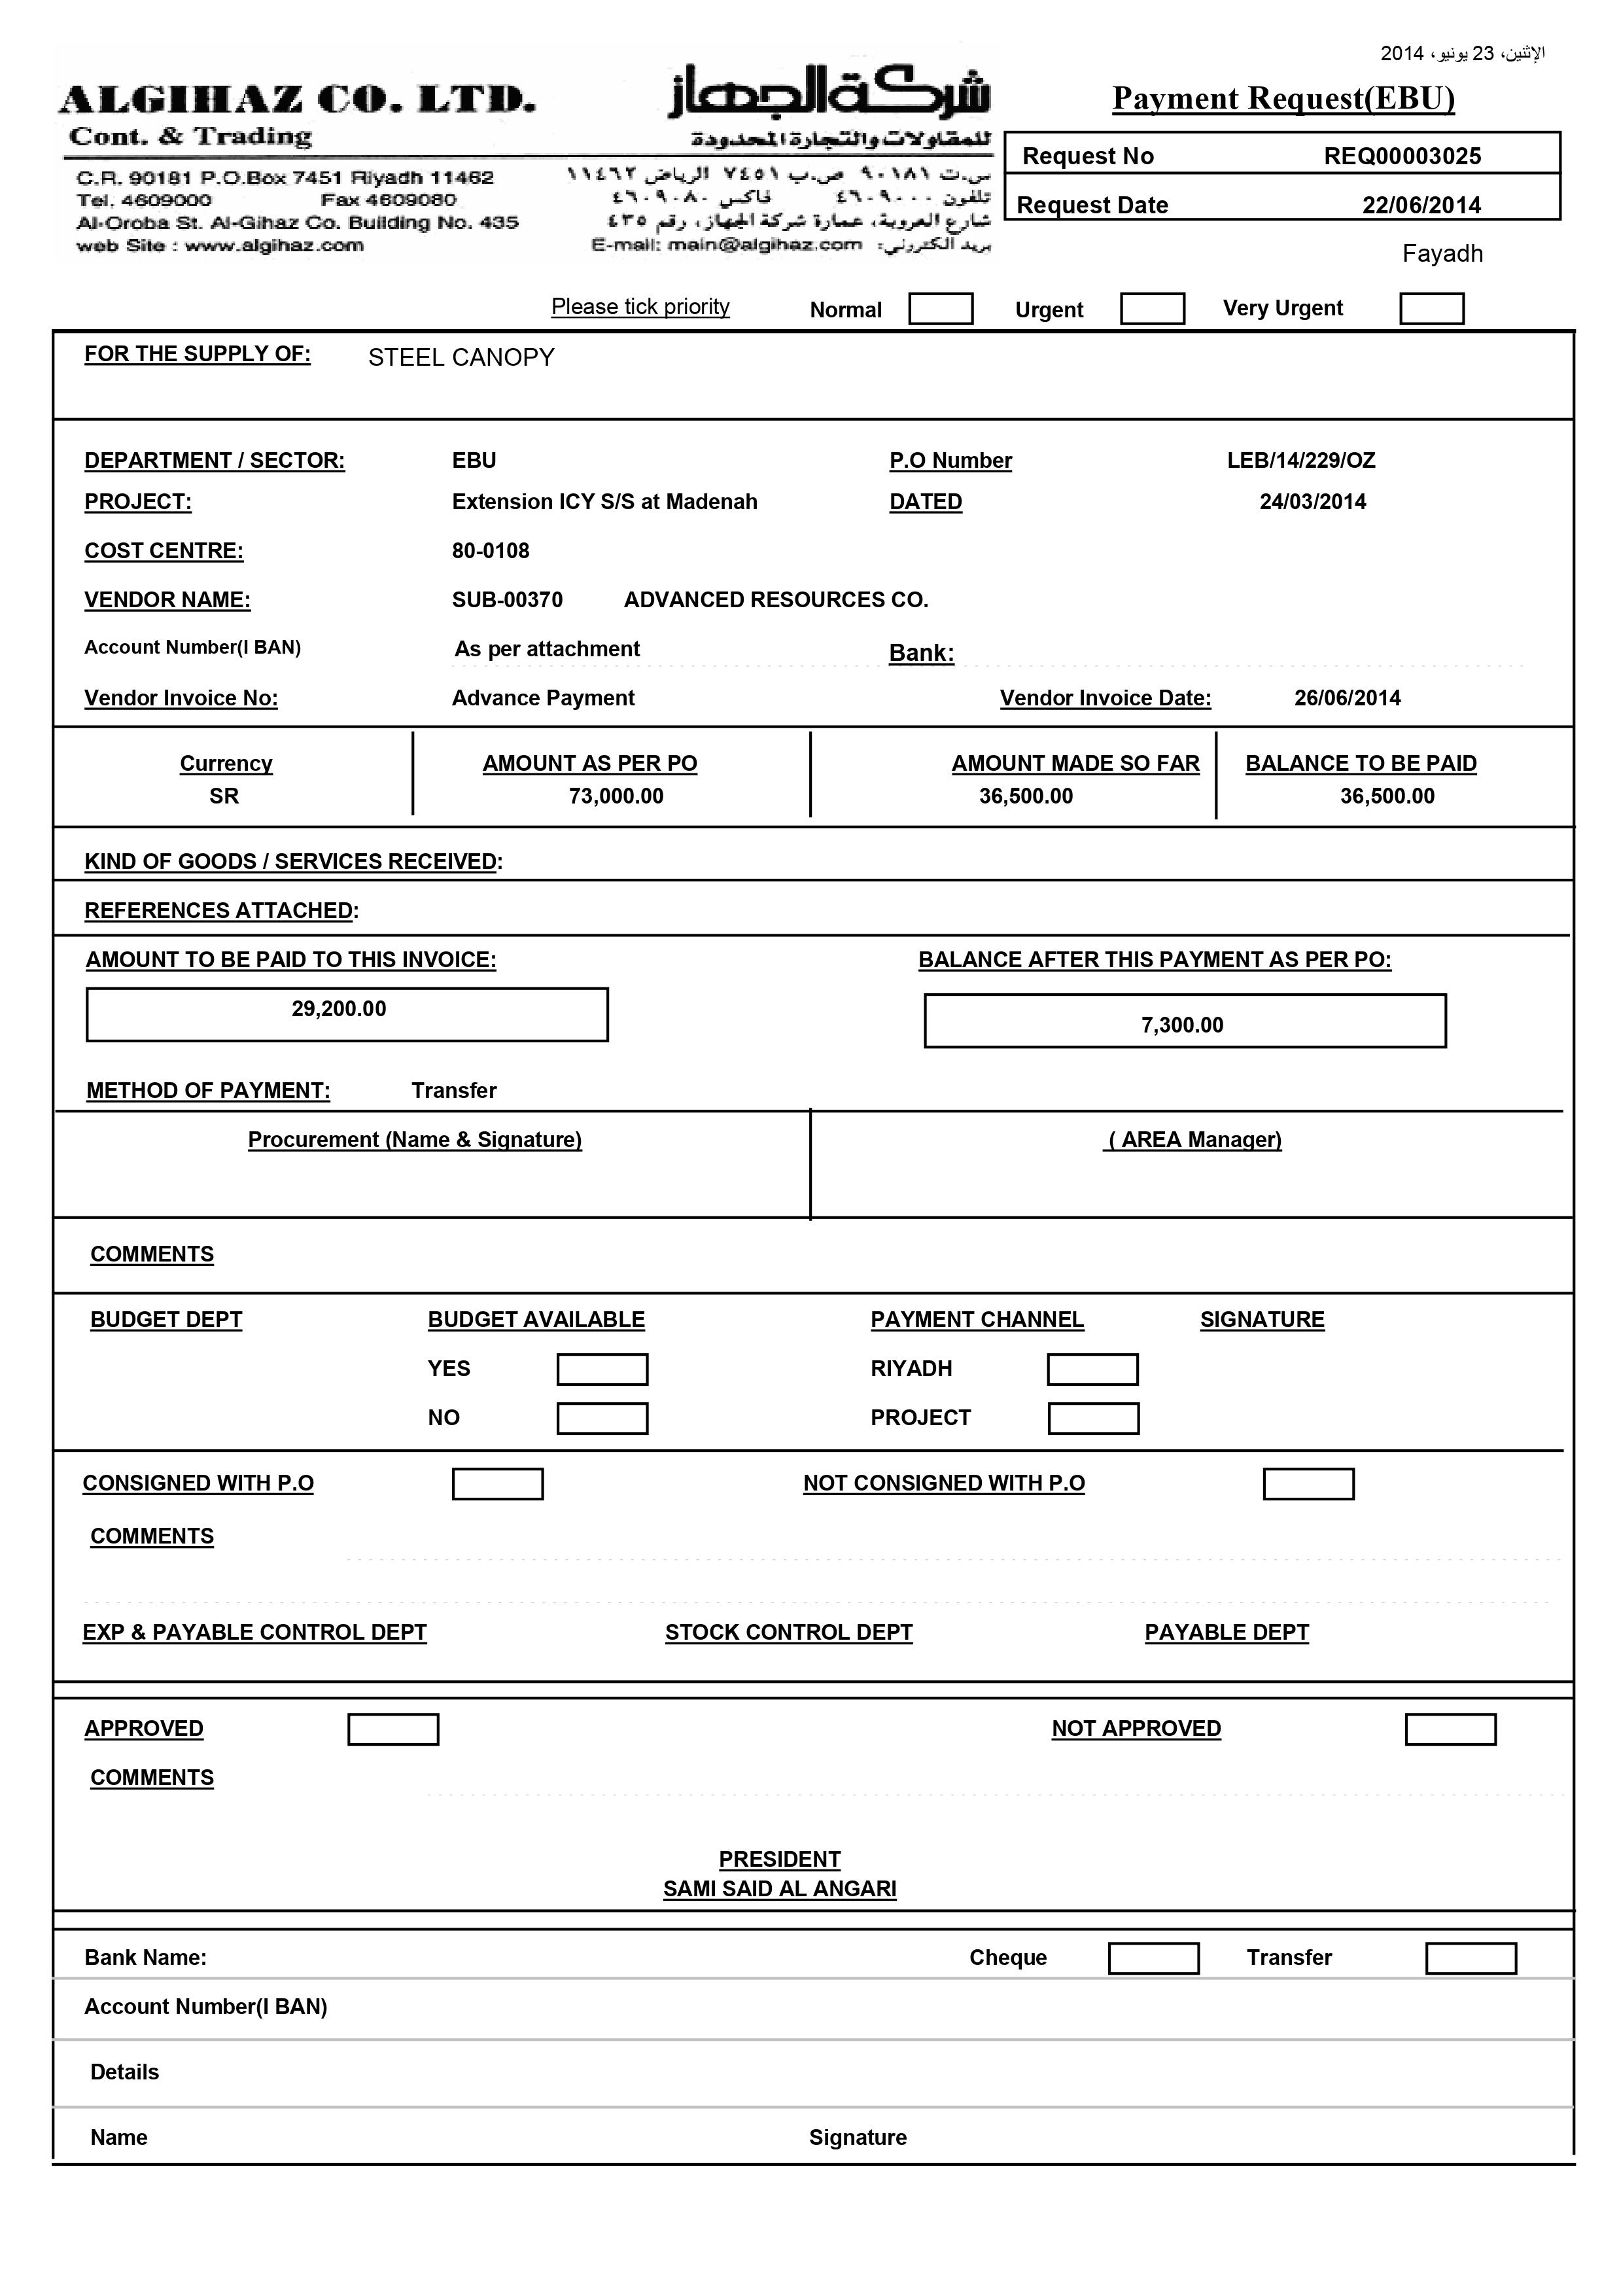 الإثنين، 23 يونيو، 2014
ALGIHAZ CO. LTD.
شركة الجهاز
Payment Request(EBU)
Cont. & Trading
للمقاولات والتجارة المحدودة
Request No REQ00003025
C.R. 90181 P.O.Box 7451 Riyadh 11462
س.ت ٩٠١٨١ ص.ب ٧٤٥١ الرياض ١١٤٦٢
Tel. 4609000 Fax 4609080
تلفون ٤٦٠٩٠٠٠ فاكس ٤٦٠٩٠٨٠
Request Date 22/06/2014
Al-Oroba St. Al-Gihaz Co. Building No. 435
شارع العروبة، عمارة شركة الجهاز، رقم ٤٣٥
web Site : www.algihaz.com
E-mail: main@algihaz.com بريد الكتروني:
Fayadh
Please tick priority Normal Urgent Very Urgent
FOR THE SUPPLY OF: STEEL CANOPY
DEPARTMENT / SECTOR: EBU P.O Number LEB/14/229/OZ
PROJECT: Extension ICY S/S at Madenah DATED 24/03/2014
COST CENTRE: 80-0108
VENDOR NAME: SUB-00370 ADVANCED RESOURCES CO.
Account Number(I BAN) As per attachment Bank:
Vendor Invoice No: Advance Payment Vendor Invoice Date: 26/06/2014
Currency AMOUNT AS PER PO AMOUNT MADE SO FAR BALANCE TO BE PAID
SR 73,000.00 36,500.00 36,500.00
KIND OF GOODS / SERVICES RECEIVED:
REFERENCES ATTACHED:
AMOUNT TO BE PAID TO THIS INVOICE: BALANCE AFTER THIS PAYMENT AS PER PO:
29,200.00 7,300.00
METHOD OF PAYMENT: Transfer
Procurement (Name & Signature) ( AREA Manager)
COMMENTS
BUDGET DEPT BUDGET AVAILABLE PAYMENT CHANNEL SIGNATURE
YES RIYADH
NO PROJECT
CONSIGNED WITH P.O NOT CONSIGNED WITH P.O
COMMENTS
EXP & PAYABLE CONTROL DEPT STOCK CONTROL DEPT PAYABLE DEPT
APPROVED NOT APPROVED
COMMENTS
PRESIDENT
SAMI SAID AL ANGARI
Bank Name: Cheque Transfer
Account Number(I BAN)
Details
Name Signature